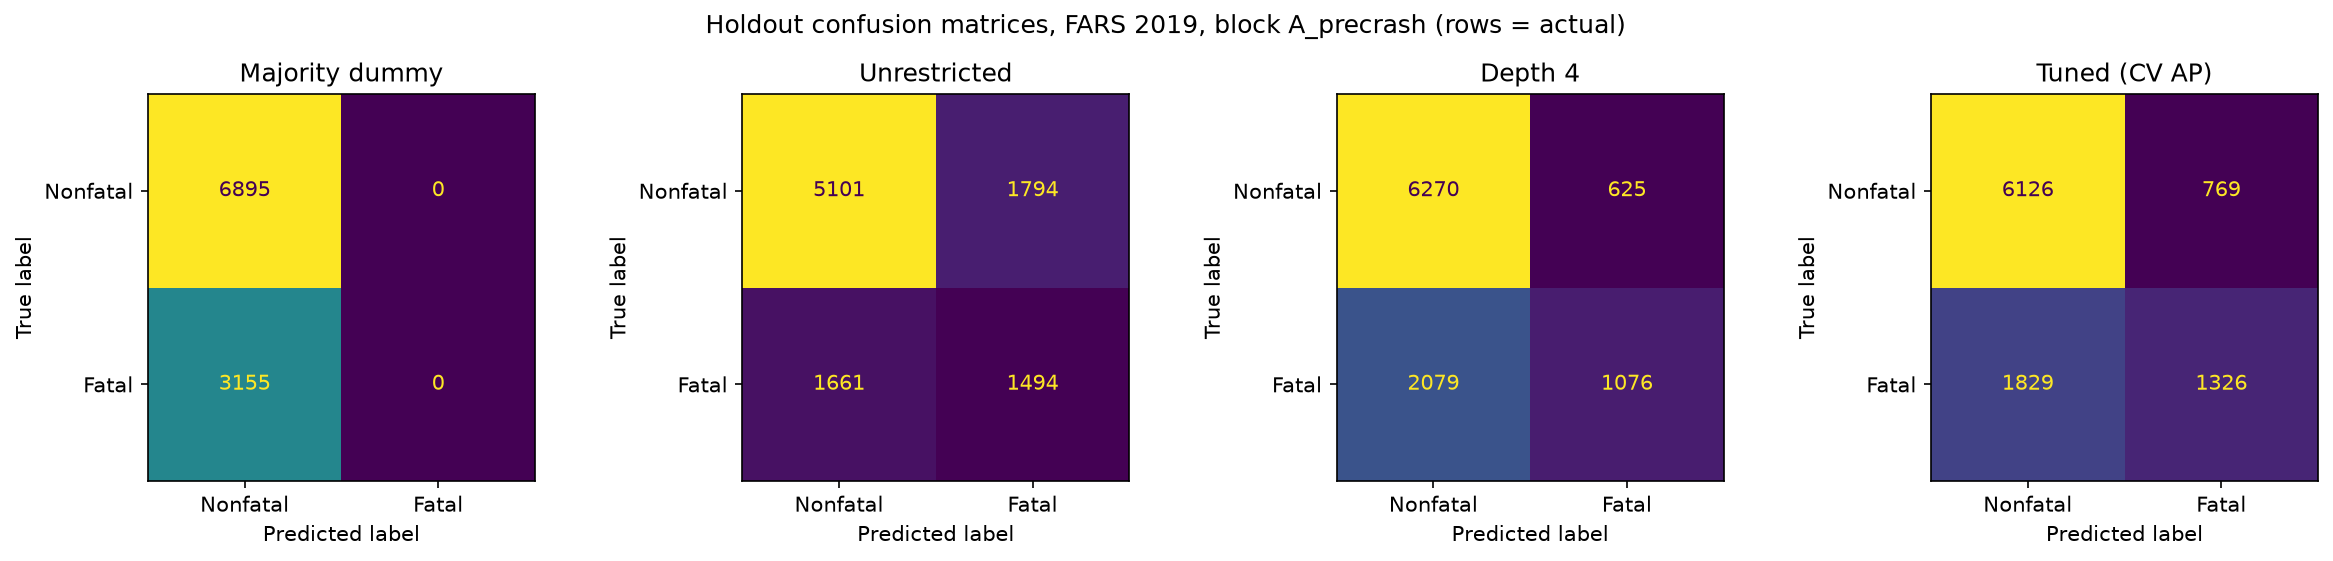 Holdout confusion matrices, FARS 2019, block A_precrash (rows = actual)
Majority dummy
True label
Nonfatal
6895
0
Fatal
3155
0
Nonfatal
Fatal
Predicted label
Unrestricted
True label
Nonfatal
5101
1794
Fatal
1661
1494
Nonfatal
Fatal
Predicted label
Depth 4
True label
Nonfatal
6270
625
Fatal
2079
1076
Nonfatal
Fatal
Predicted label
Tuned (CV AP)
True label
Nonfatal
6126
769
Fatal
1829
1326
Nonfatal
Fatal
Predicted label